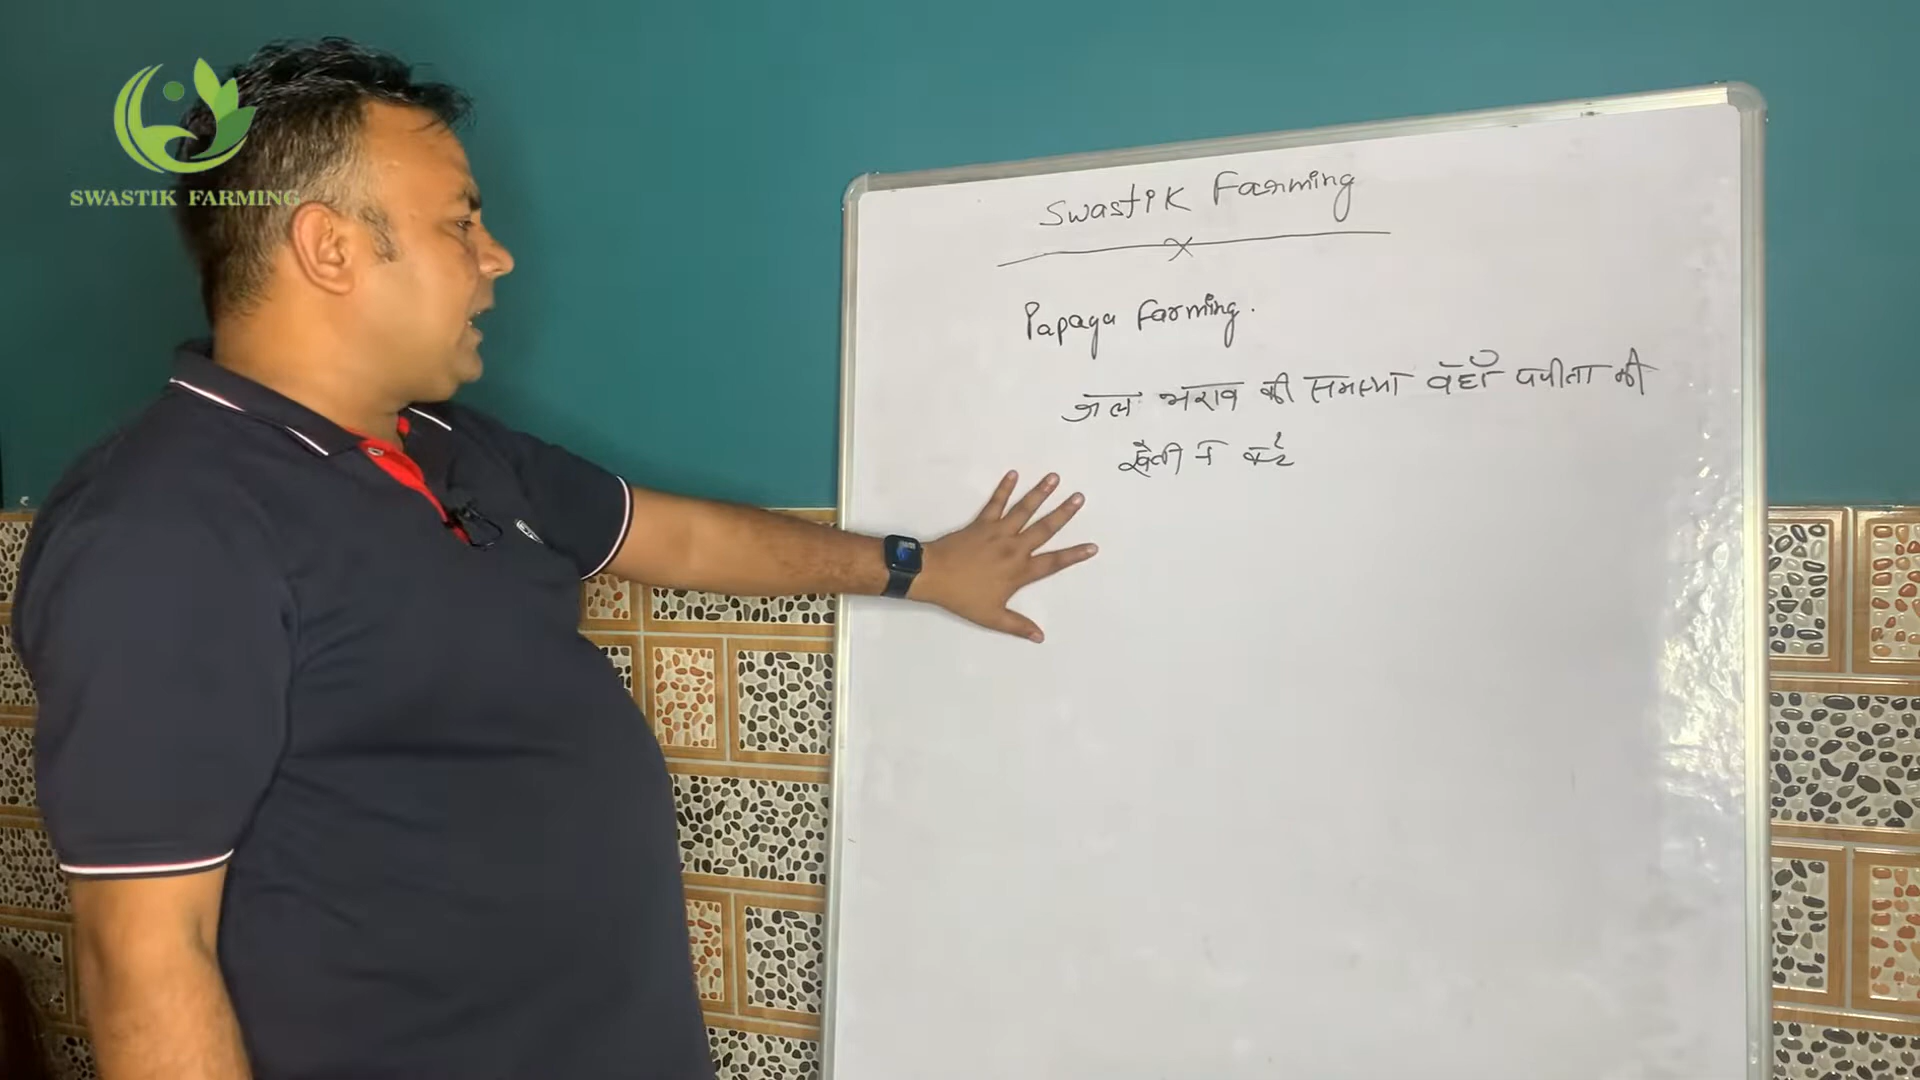 SWASTIK FARMING
Swastik Farming
Papaya Farming.
जल भराव की समस्या वहाँ पपीता की
खेती न करे